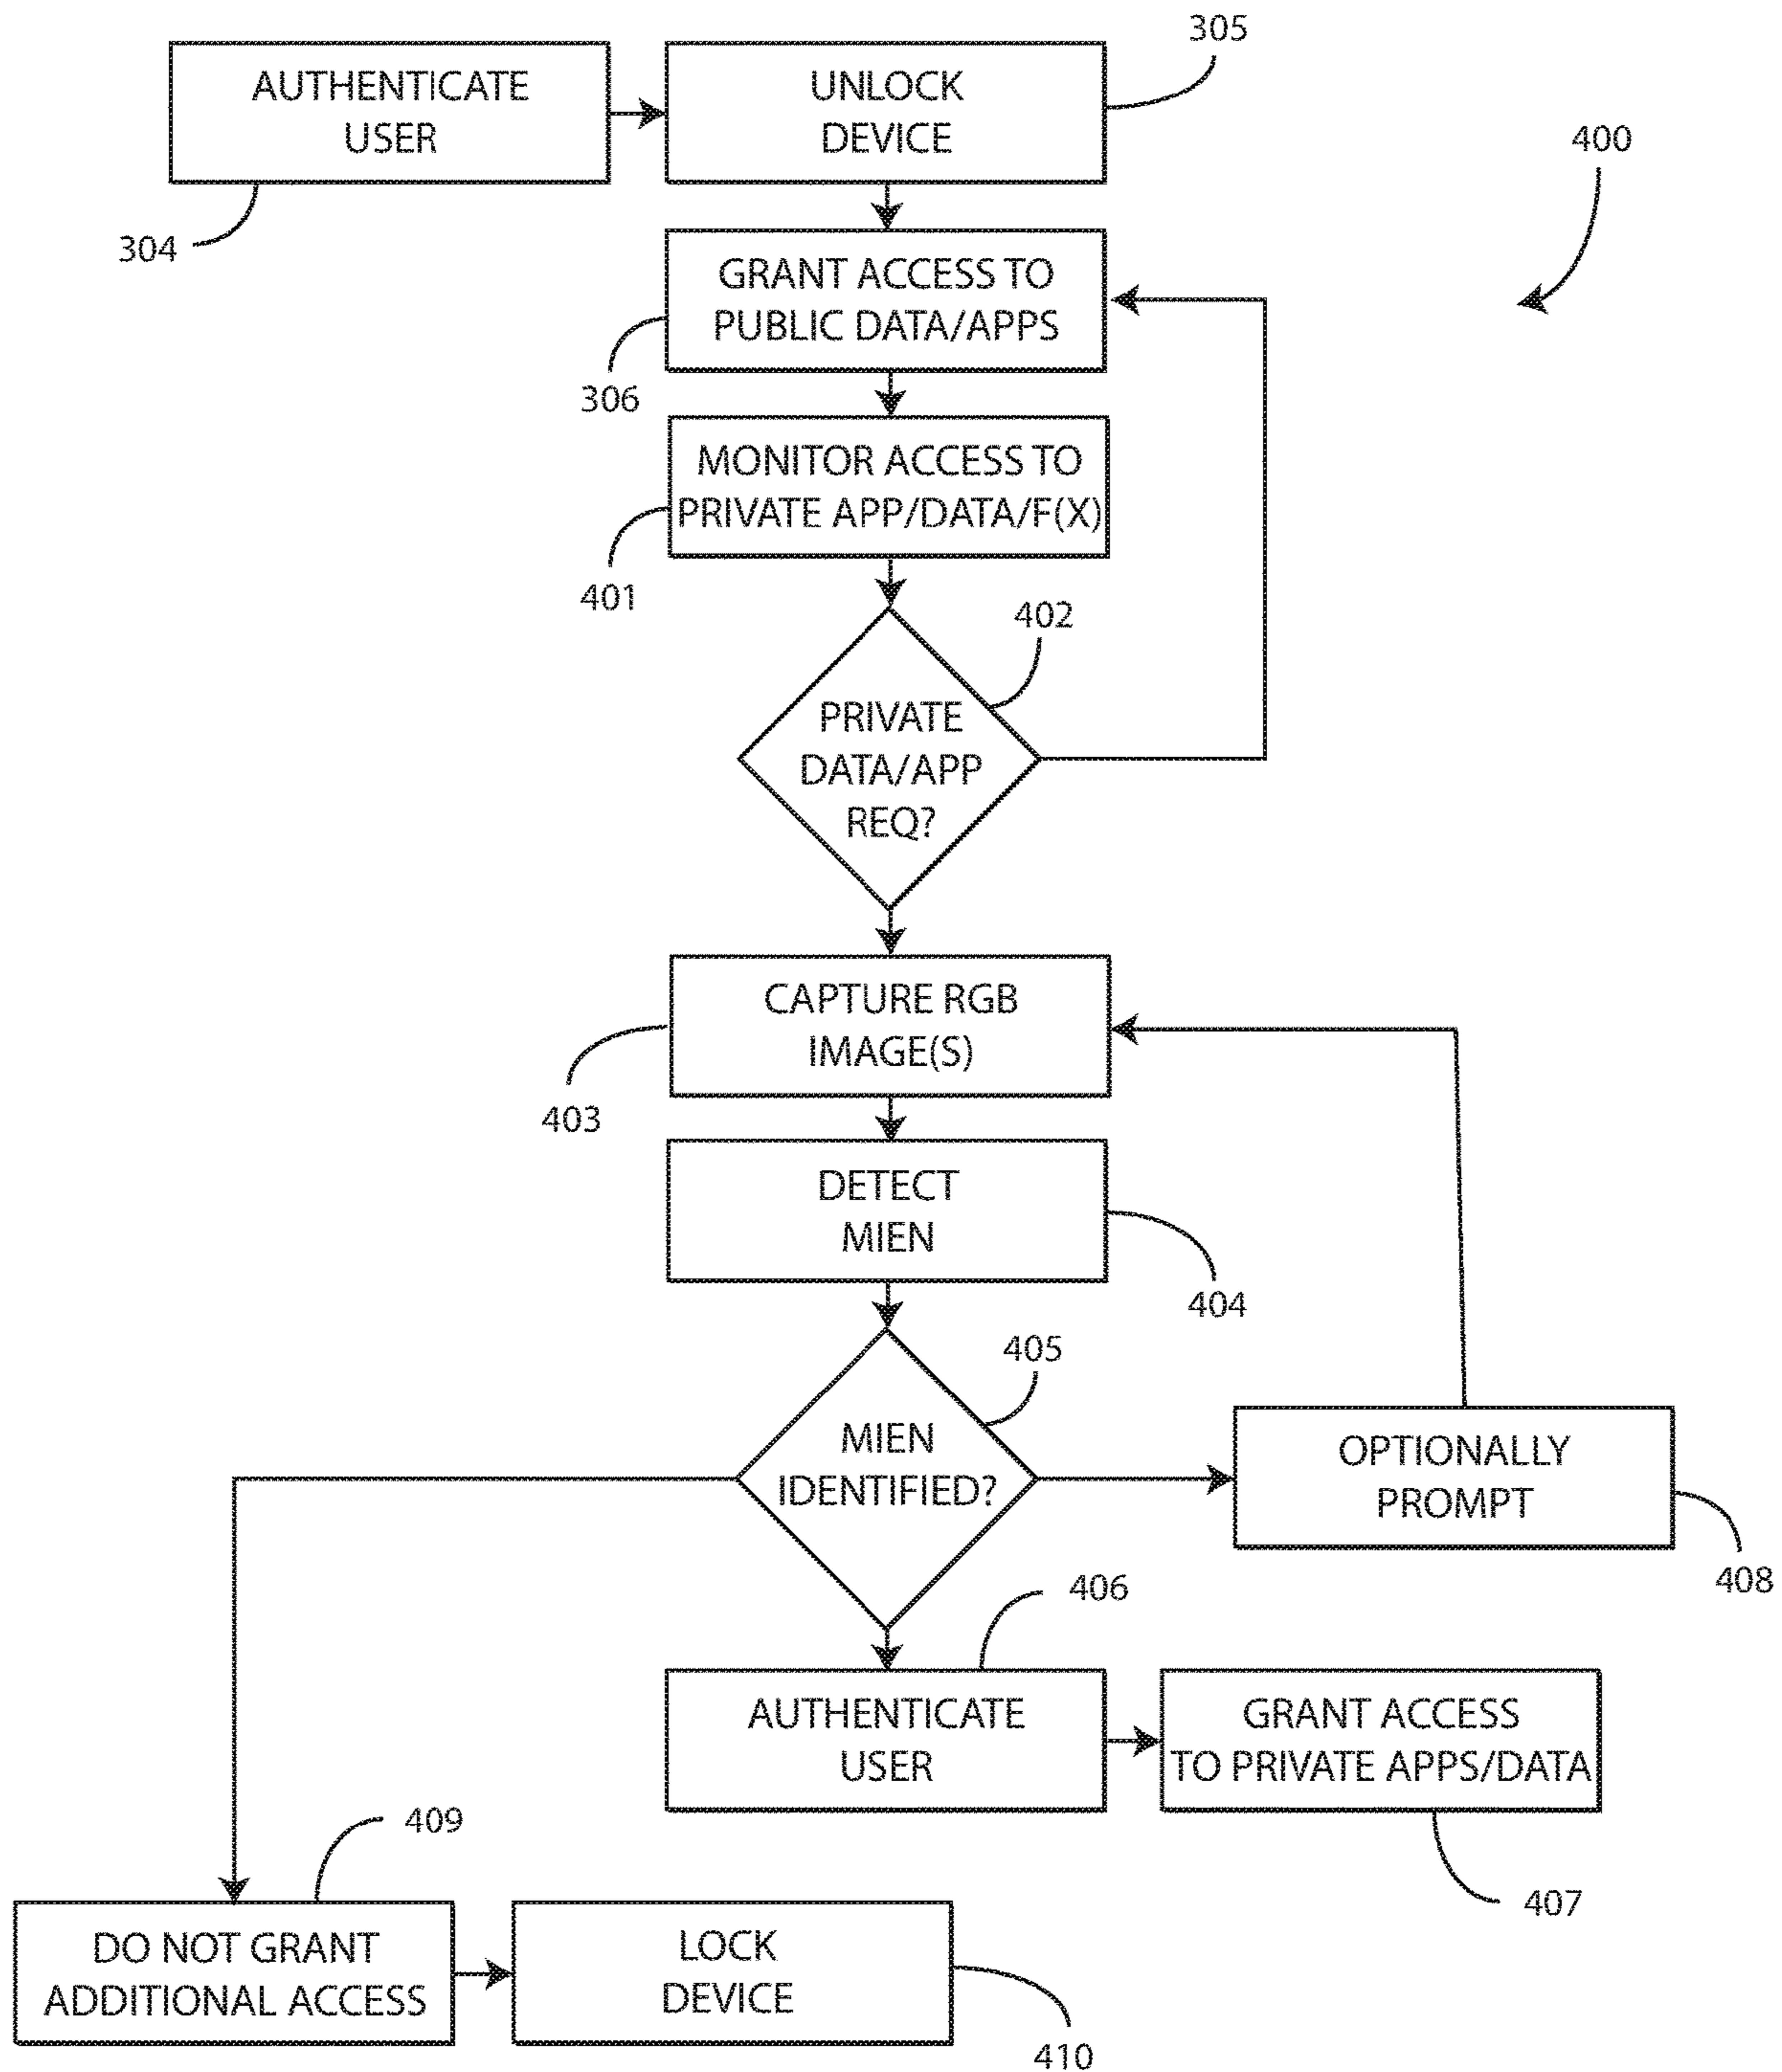 305
AUTHENTICATE
USER
UNLOCK
DEVICE
400
304
GRANT ACCESS TO
PUBLIC DATA/APPS
306
MONITOR ACCESS TO
PRIVATE APP/DATA/F(X)
401
402
PRIVATE
DATA/APP
REQ?
CAPTURE RGB
IMAGE(S)
403
DETECT
MIEN
404
405
MIEN
IDENTIFIED?
OPTIONALLY
PROMPT
408
406
AUTHENTICATE
USER
GRANT ACCESS
TO PRIVATE APPS/DATA
409
407
DO NOT GRANT
ADDITIONAL ACCESS
LOCK
DEVICE
410